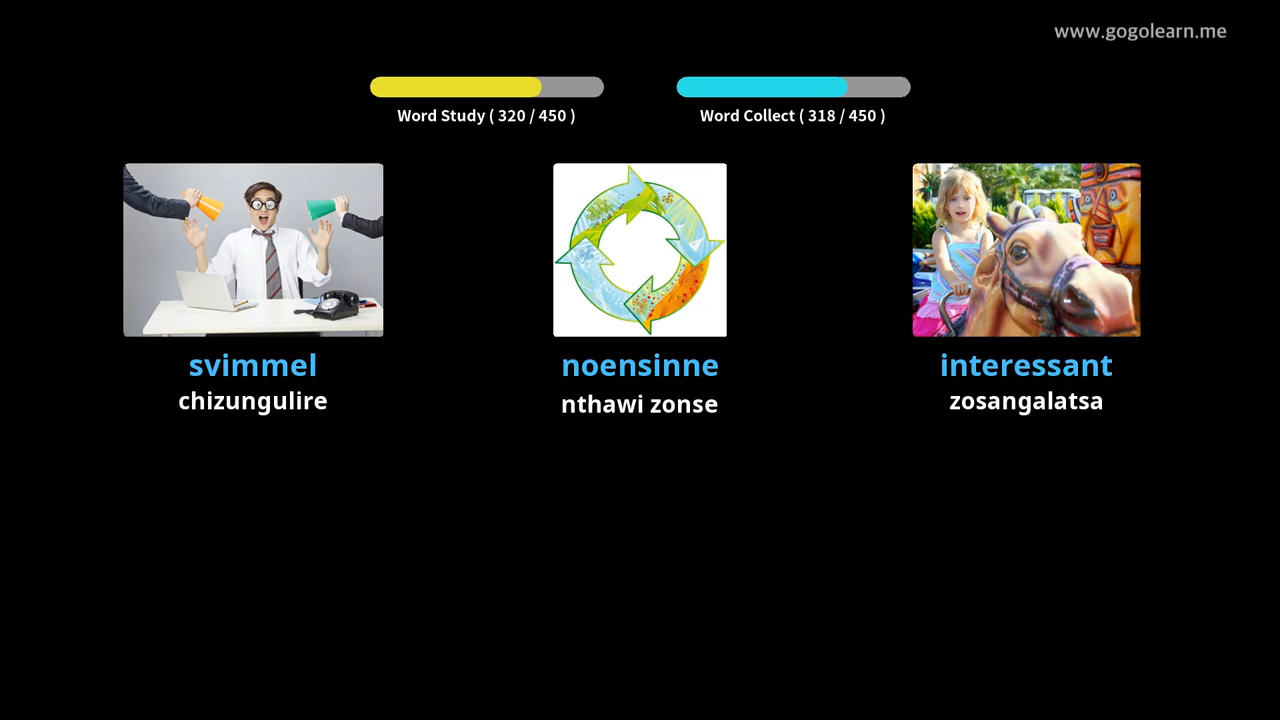 www.gogolearn.me
Word Study ( 320 / 450 )
Word Collect ( 318 / 450 )
svimmel
chizungulire
noensinne
nthawi zonse
interessant
zosangalatsa